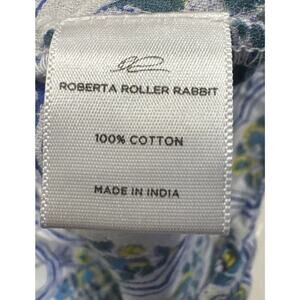 ROBERTA ROLLER RABBIT
100% COTTON
MADE IN INDIA